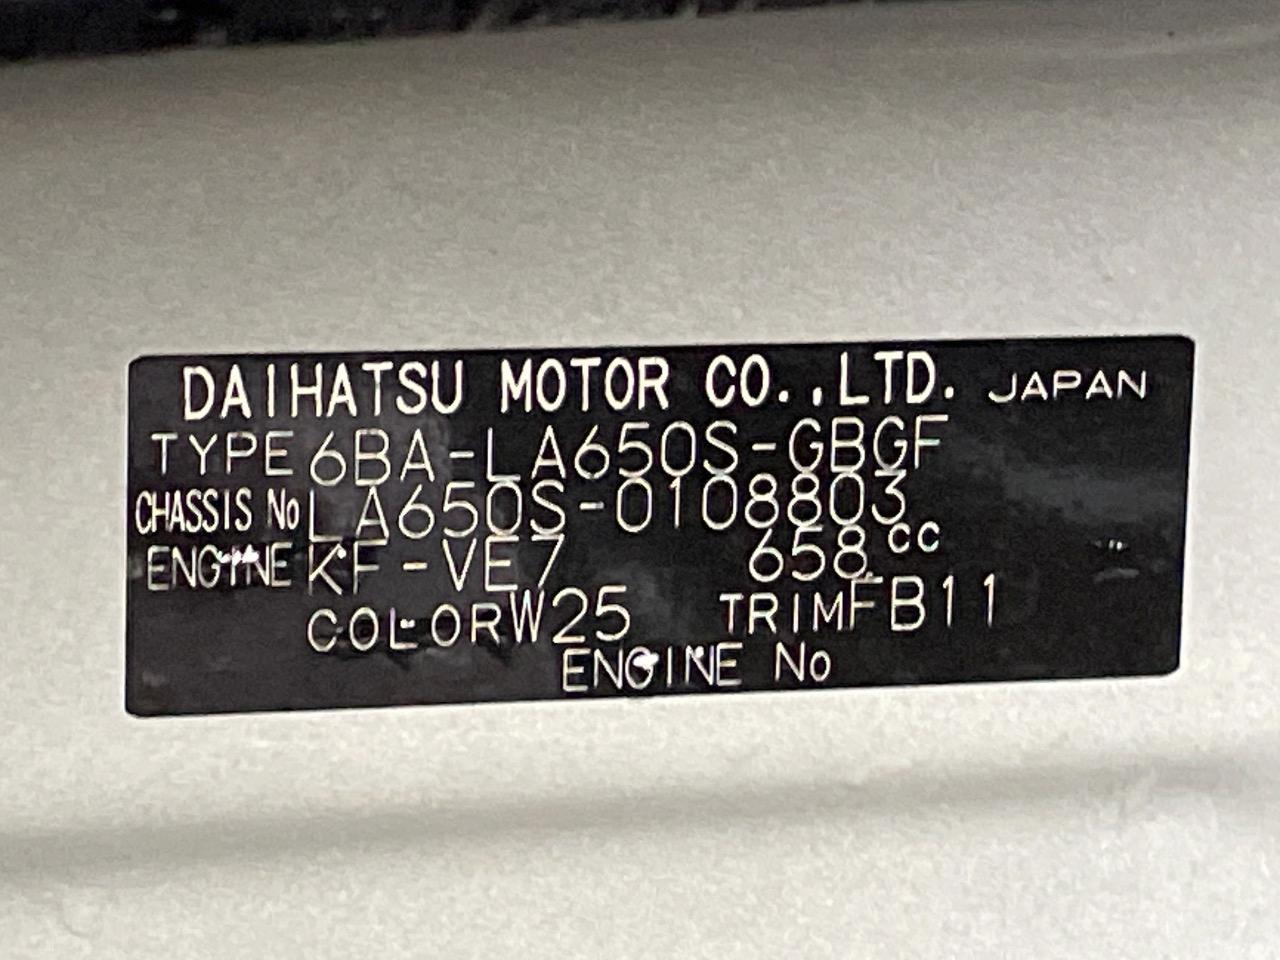 DAIHATSU MOTOR CO.,LTD. JAPAN
TYPE 6BA-LA650S-GBGF
CHASSIS No LA650S-0108803
ENGINE KF-VE7 658cc
COLOR W25 TRIM FB11
ENGINE No